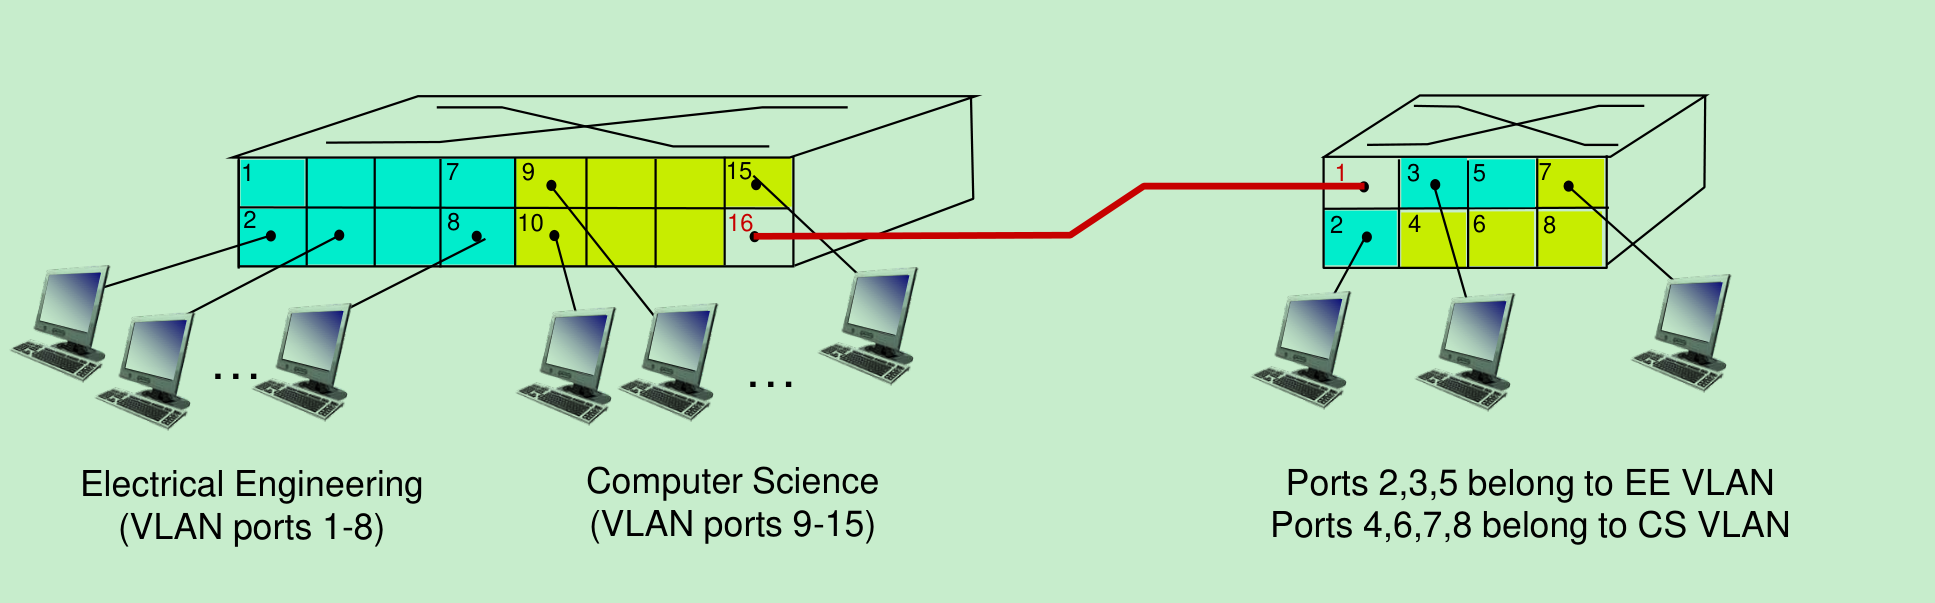 1 7 9 15
2 8 10 16
1 3 5 7
2 4 6 8
...
...
Electrical Engineering
(VLAN ports 1-8)
Computer Science
(VLAN ports 9-15)
Ports 2,3,5 belong to EE VLAN
Ports 4,6,7,8 belong to CS VLAN